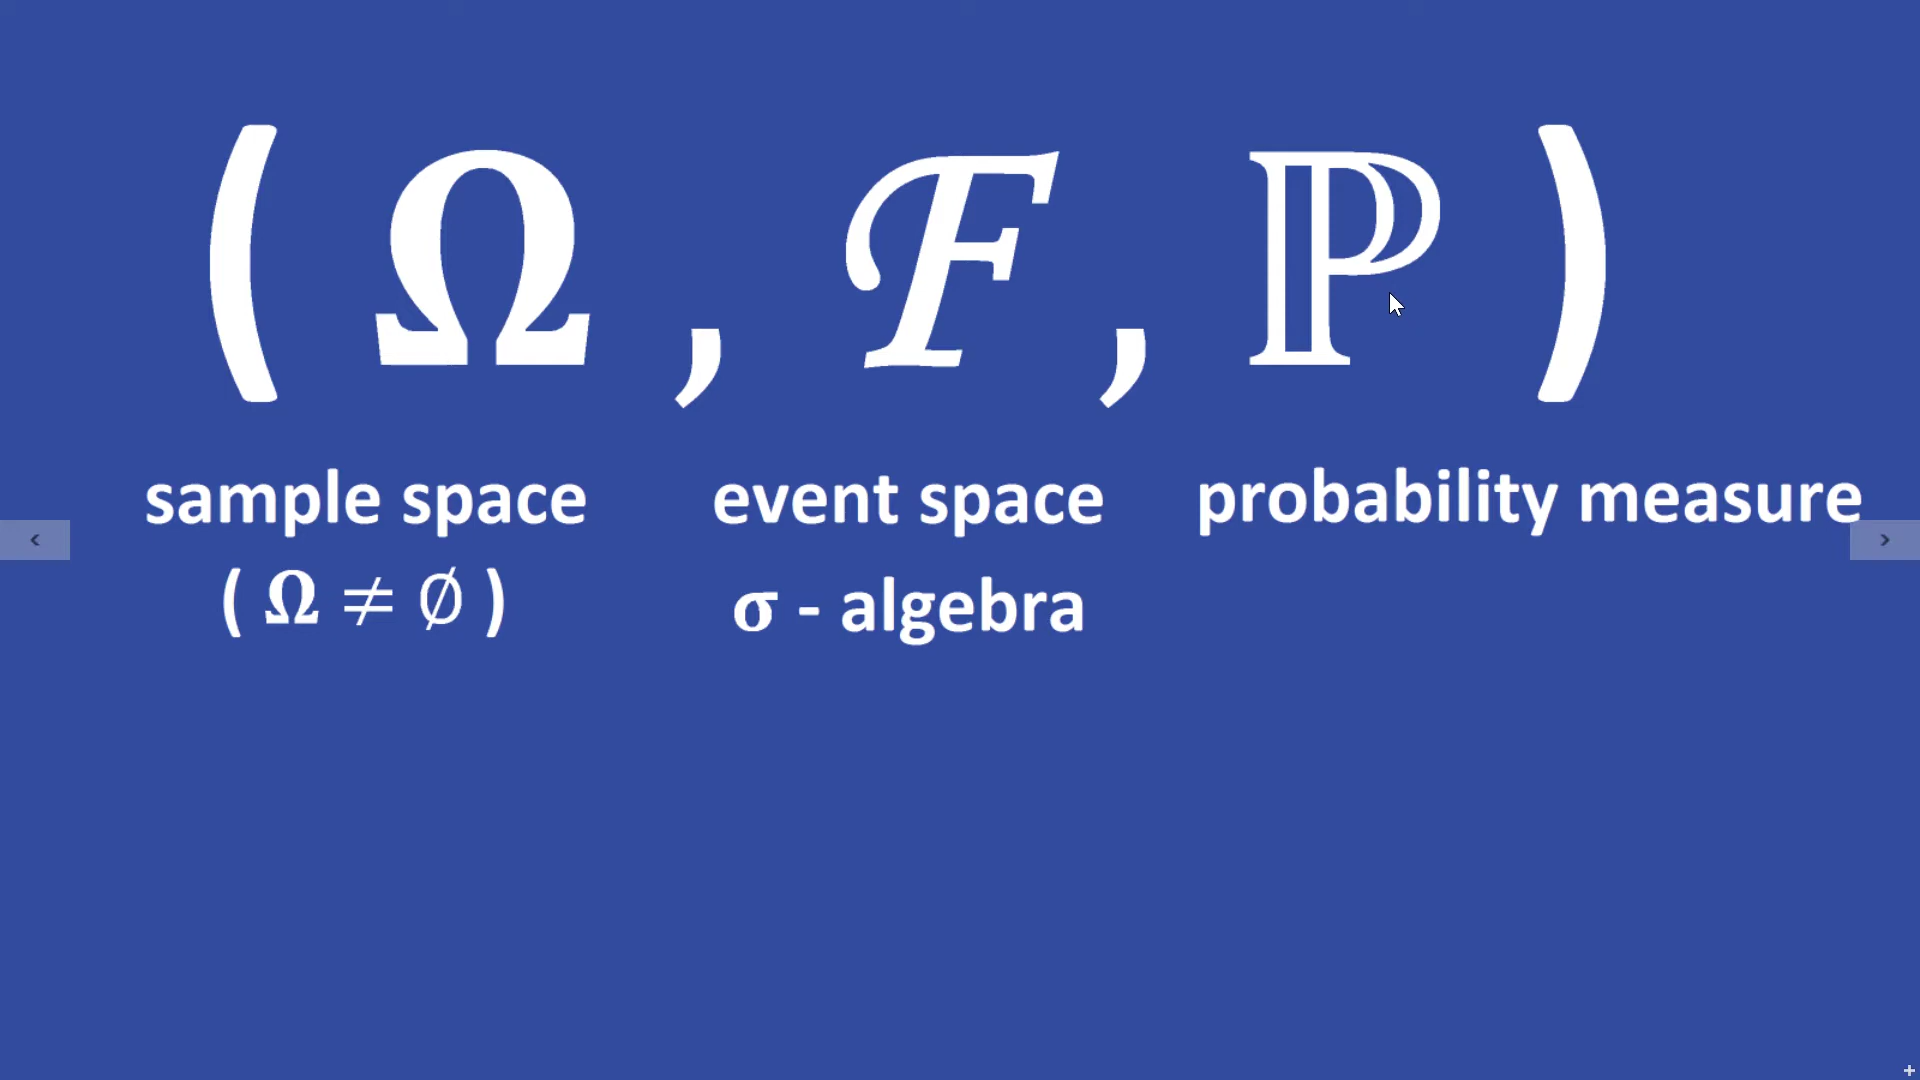 ( Ω , ℱ , ℙ )
sample space event space probability measure
( Ω ≠ ∅ ) σ - algebra